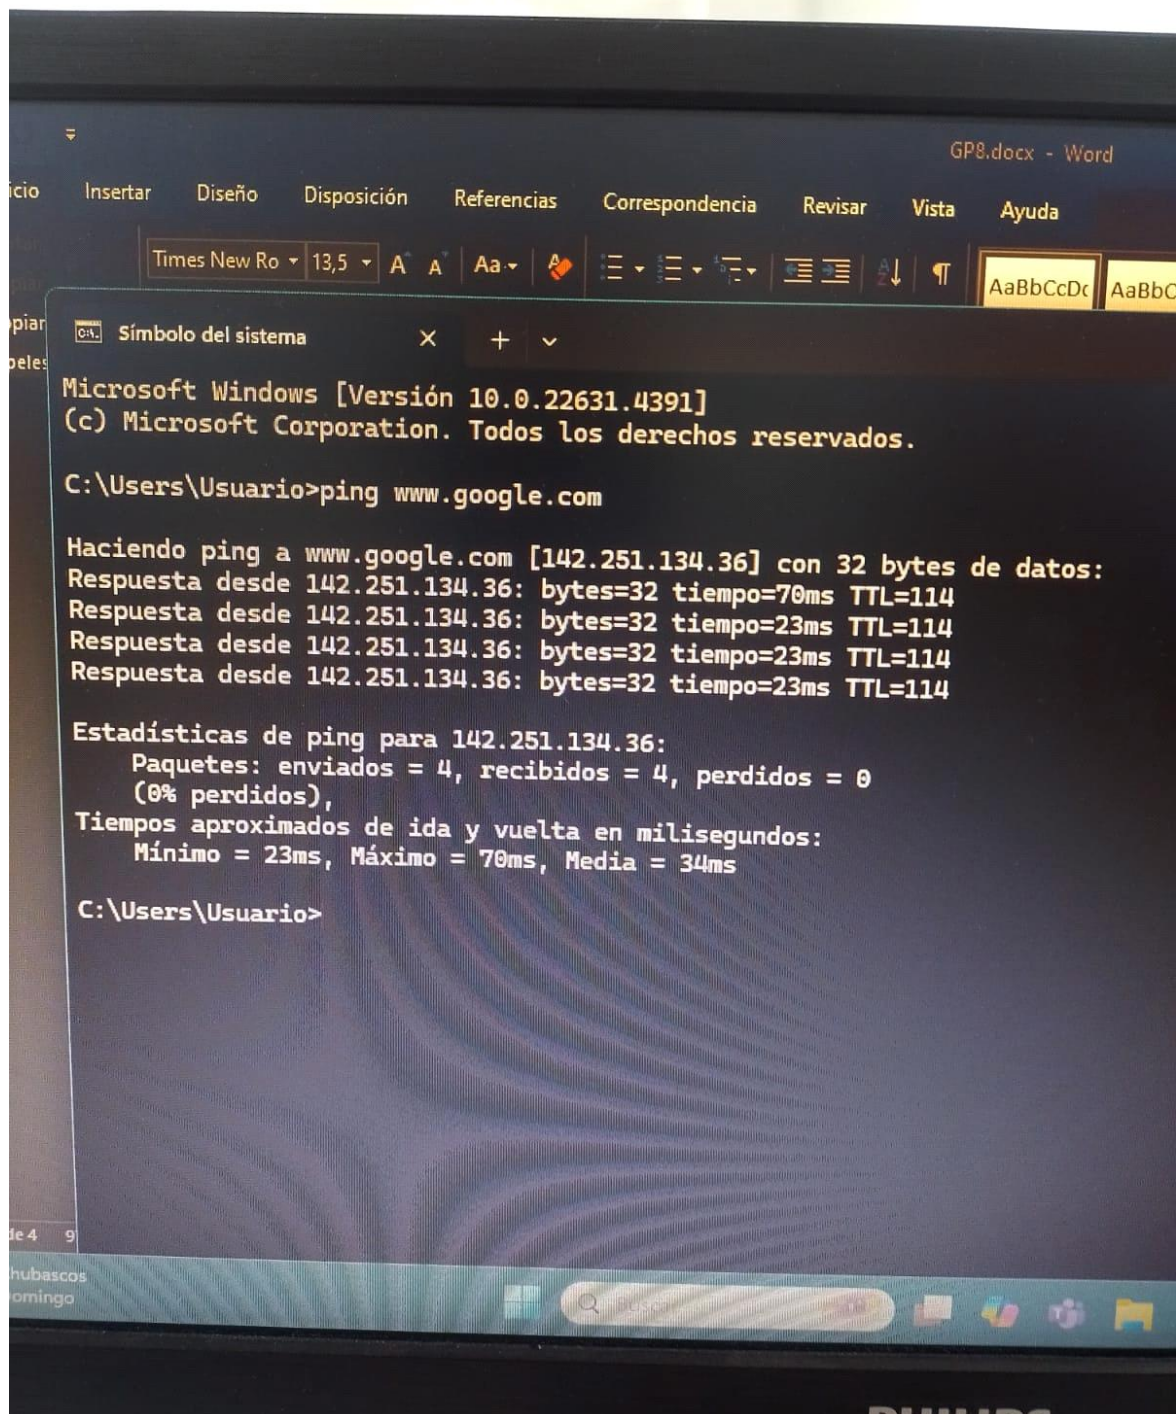 GP8.docx - Word
Insertar Diseño Disposición Referencias Correspondencia Revisar Vista Ayuda
Times New Ro 13,5 A A Aa AaBbCcDc AaBbC
Símbolo del sistema
Microsoft Windows [Versión 10.0.22631.4391]
(c) Microsoft Corporation. Todos los derechos reservados.
C:\Users\Usuario>ping www.google.com
Haciendo ping a www.google.com [142.251.134.36] con 32 bytes de datos:
Respuesta desde 142.251.134.36: bytes=32 tiempo=70ms TTL=114
Respuesta desde 142.251.134.36: bytes=32 tiempo=23ms TTL=114
Respuesta desde 142.251.134.36: bytes=32 tiempo=23ms TTL=114
Respuesta desde 142.251.134.36: bytes=32 tiempo=23ms TTL=114
Estadísticas de ping para 142.251.134.36:
Paquetes: enviados = 4, recibidos = 4, perdidos = 0
(0% perdidos),
Tiempos aproximados de ida y vuelta en milisegundos:
Mínimo = 23ms, Máximo = 70ms, Media = 34ms
C:\Users\Usuario>
de 4 9
hubascos
omingo